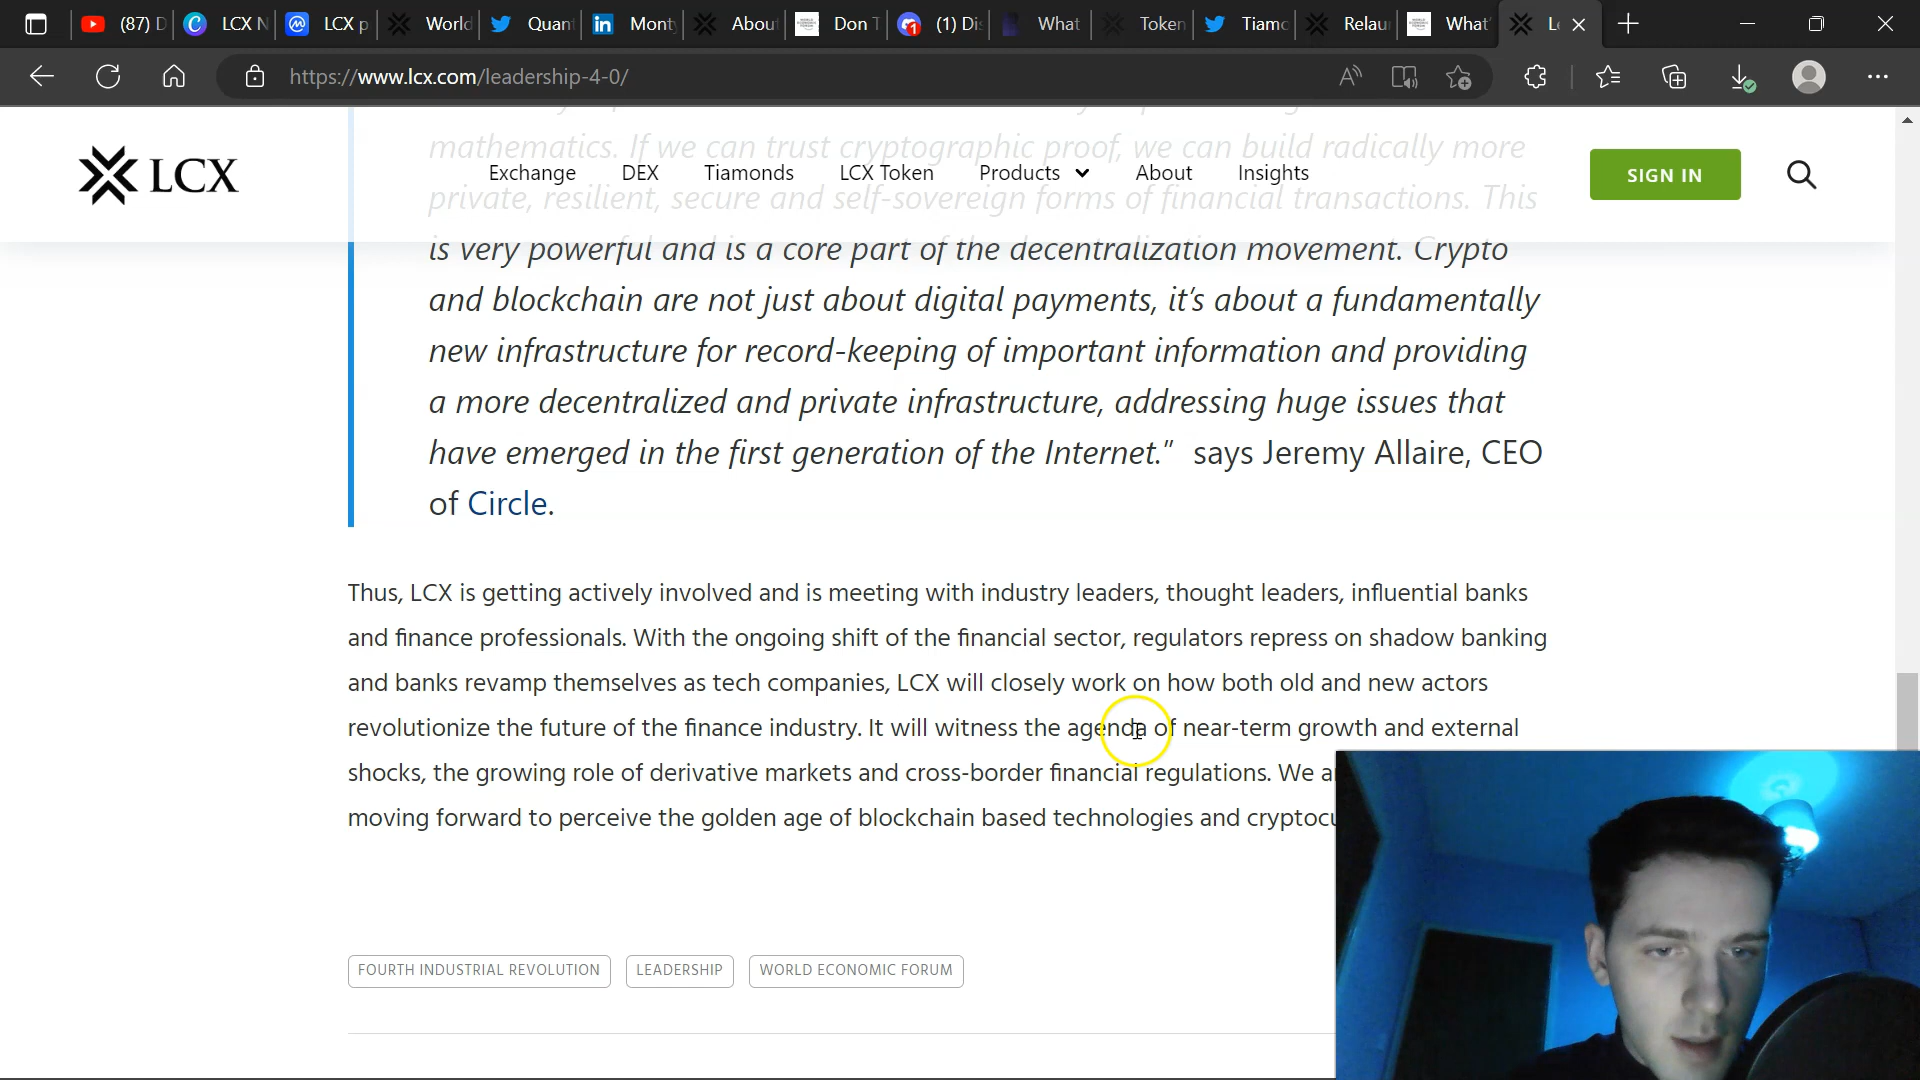 (87) D
LCX N
LCX p
World
Quan
Mont
About
Don T
(1) Di
What
Token
Tiamo
Relau
What'
https://www.lcx.com/leadership-4-0/
mathematics. If we can trust cryptographic proof, we can build radically more
LCX
Exchange
DEX
Tiamonds
LCX Token
Products
About
Insights
SIGN IN
private, resilient, secure and self-sovereign forms of financial transactions. This
is very powerful and is a core part of the decentralization movement. Crypto
and blockchain are not just about digital payments, it's about a fundamentally
new infrastructure for record-keeping of important information and providing
a more decentralized and private infrastructure, addressing huge issues that
have emerged in the first generation of the Internet." says Jeremy Allaire, CEO
of Circle.
Thus, LCX is getting actively involved and is meeting with industry leaders, thought leaders, influential banks
and finance professionals. With the ongoing shift of the financial sector, regulators repress on shadow banking
and banks revamp themselves as tech companies, LCX will closely work on how both old and new actors
revolutionize the future of the finance industry. It will witness the agenda of near-term growth and external
shocks, the growing role of derivative markets and cross-border financial regulations. We a
moving forward to perceive the golden age of blockchain based technologies and cryptocu
FOURTH INDUSTRIAL REVOLUTION
LEADERSHIP
WORLD ECONOMIC FORUM